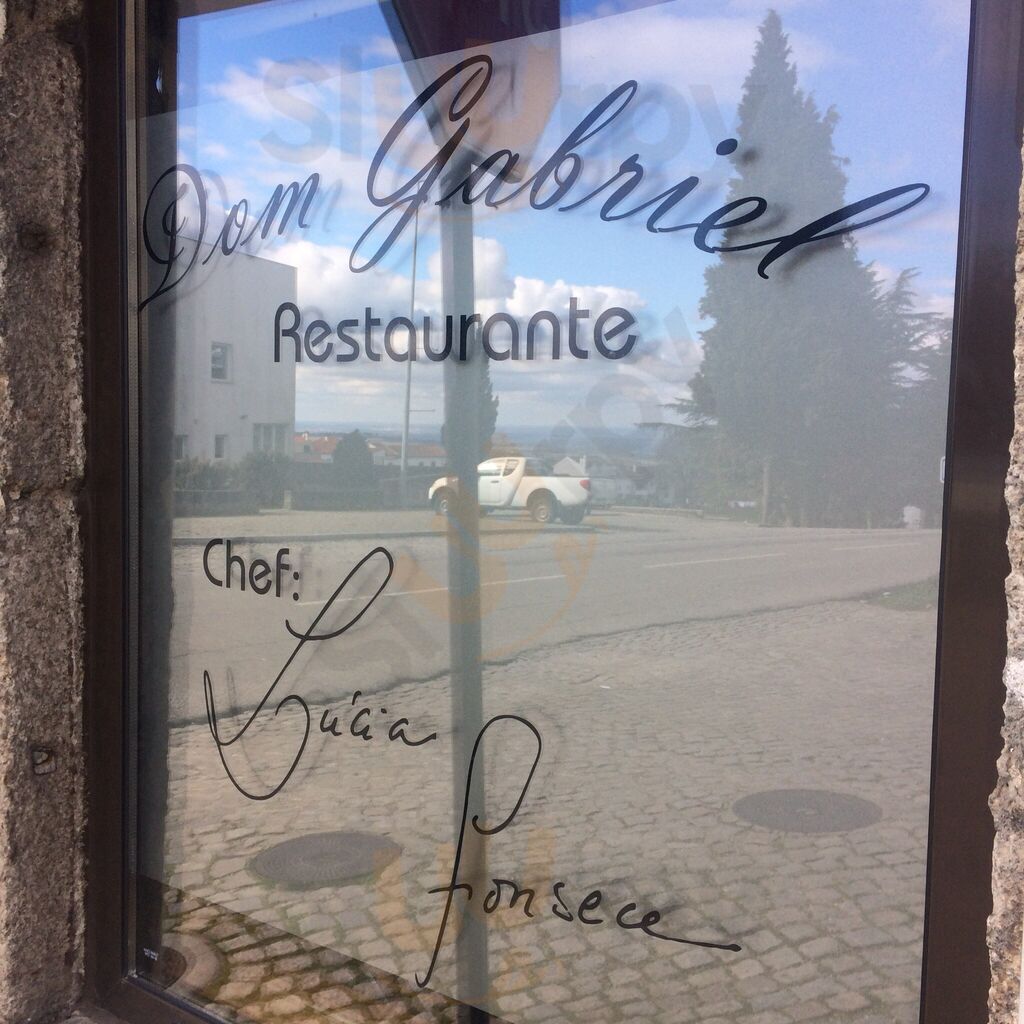 Dom Gabriel
Restaurante
Chef:
Lúcia
Fonseca